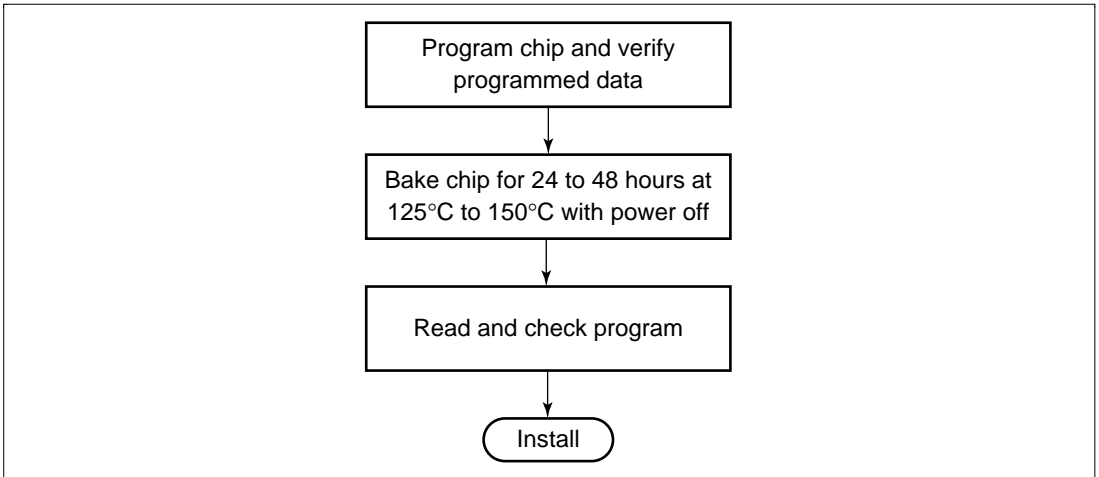 Program chip and verify
programmed data
Bake chip for 24 to 48 hours at
125°C to 150°C with power off
Read and check program
Install